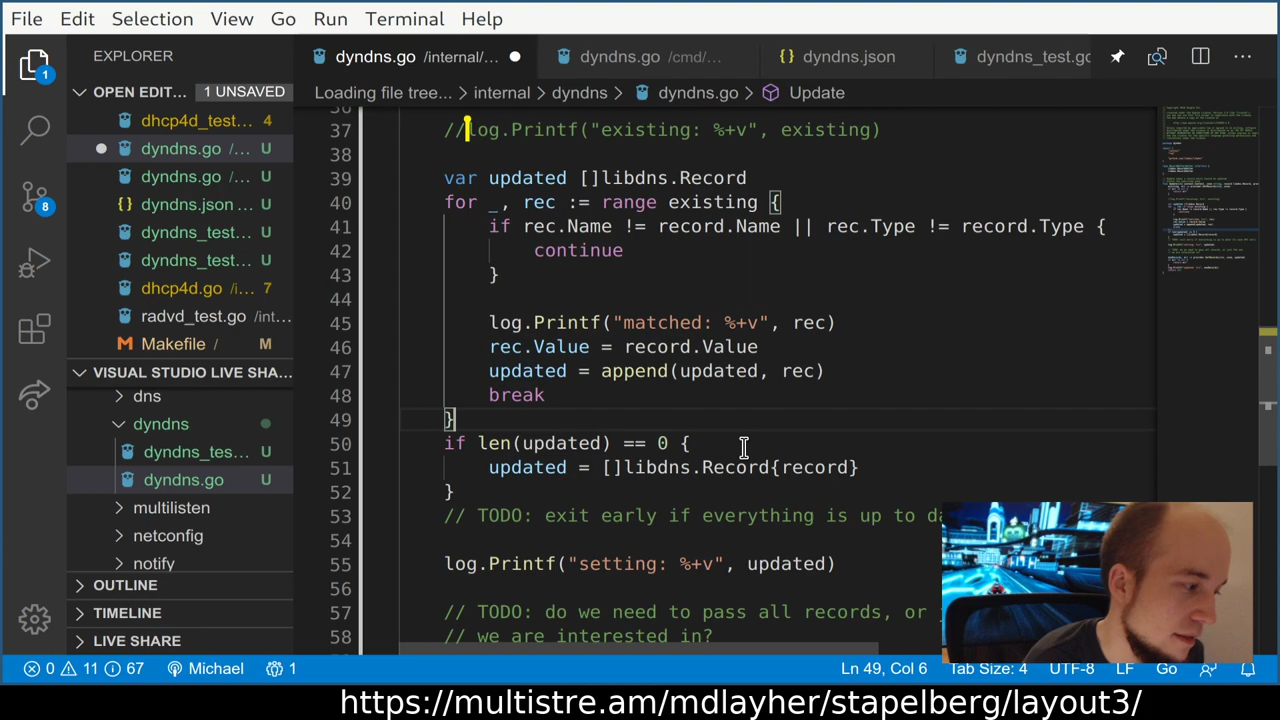 File Edit Selection View Go Run Terminal Help
EXPLORER
dyndns.go /internal/...
dyndns.go /cmd/...
{} dyndns.json
dyndns_test.go
1
OPEN EDIT... 1 UNSAVED
Loading file tree... > internal > dyndns > dyndns.go > Update
dhcp4d_test... 4
dyndns.go /... U
dyndns.go /... U
{} dyndns.json ... U
dyndns_test... U
dyndns_test... U
dhcp4d.go /i... 7
radvd_test.go /int...
Makefile / M
8
VISUAL STUDIO LIVE SHA...
dns
dyndns
dyndns_tes... U
dyndns.go U
multilisten
netconfig
notify
OUTLINE
TIMELINE
LIVE SHARE
36
37 //log.Printf("existing: %+v", existing)
38
39 var updated []libdns.Record
40 for _, rec := range existing {
41 if rec.Name != record.Name || rec.Type != record.Type {
42 continue
43 }
44
45 log.Printf("matched: %+v", rec)
46 rec.Value = record.Value
47 updated = append(updated, rec)
48 break
49 }
50 if len(updated) == 0 {
51 updated = []libdns.Record{record}
52 }
53 // TODO: exit early if everything is up to da
54
55 log.Printf("setting: %+v", updated)
56
57 // TODO: do we need to pass all records, or
58 // we are interested in?
0 11 67 Michael 1 Ln 49, Col 6 Tab Size: 4 UTF-8 LF Go
https://multistre.am/mdlayher/stapelberg/layout3/